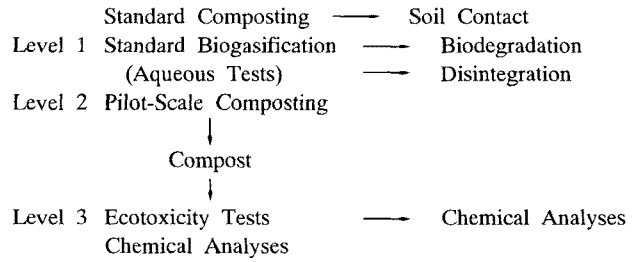 Standard Composting → Soil Contact
Level 1 Standard Biogasification → Biodegradation
(Aqueous Tests) → Disintegration
Level 2 Pilot-Scale Composting
↓
Compost
↓
Level 3 Ecotoxicity Tests → Chemical Analyses
Chemical Analyses